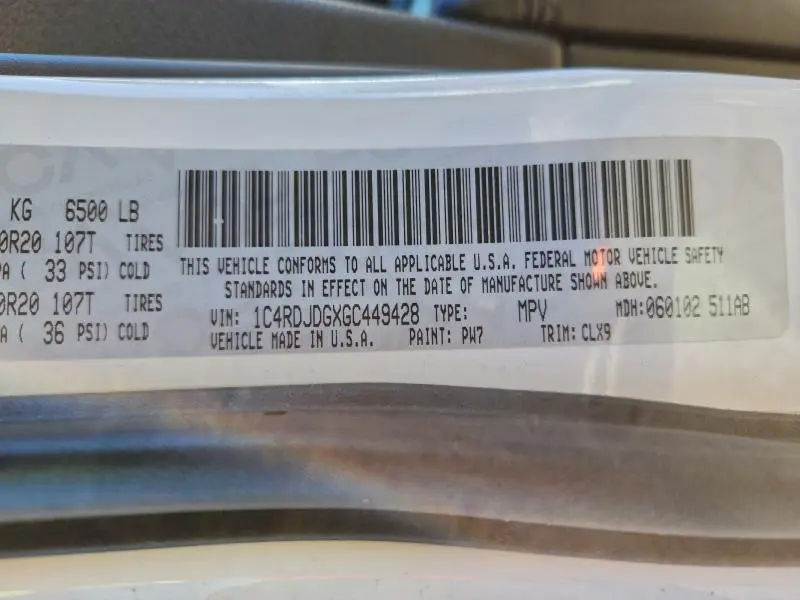 KG 6500 LB
0R20 107T TIRES
PA ( 33 PSI) COLD
0R20 107T TIRES
PA ( 36 PSI) COLD
THIS VEHICLE CONFORMS TO ALL APPLICABLE U.S.A. FEDERAL MOTOR VEHICLE SAFETY
STANDARDS IN EFFECT ON THE DATE OF MANUFACTURE SHOWN ABOVE.
VIN: 1C4RDJDGXGC449428 TYPE: MPV MDH:060102 511AB
VEHICLE MADE IN U.S.A. PAINT: PW7 TRIM: CLX9